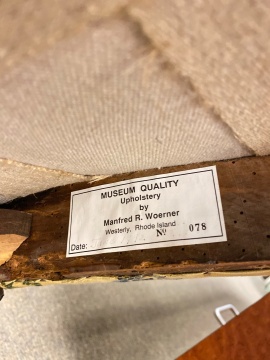 MUSEUM QUALITY
Upholstery
by
Manfred R. Woerner
Westerly, Rhode Island
Nº 078
Date: